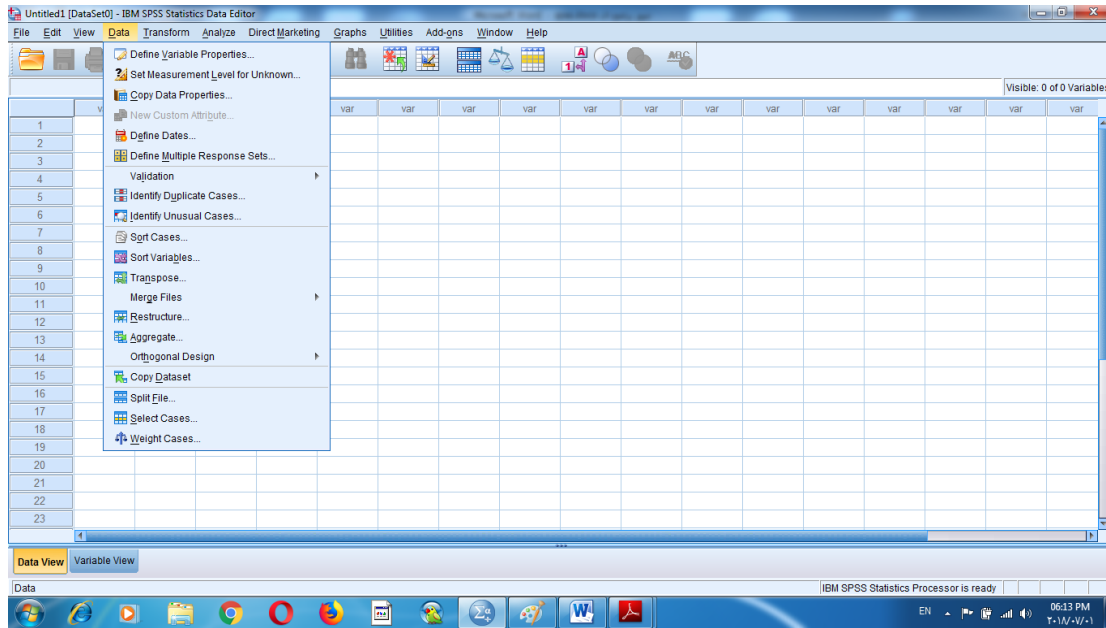 Untitled1 [DataSet0] - IBM SPSS Statistics Data Editor
File Edit View Data Transform Analyze Direct Marketing Graphs Utilities Add-ons Window Help
Define Variable Properties...
Set Measurement Level for Unknown...
Copy Data Properties...
New Custom Attribute...
Define Dates...
Define Multiple Response Sets...
Validation
Identify Duplicate Cases...
Identify Unusual Cases...
Sort Cases...
Sort Variables...
Transpose...
Merge Files
Restructure...
Aggregate...
Orthogonal Design
Copy Dataset
Split File...
Select Cases...
Weight Cases...
A
1
ABC
Visible: 0 of 0 Variables
var var var var var var var var var var var var
1
2
3
4
5
6
7
8
9
10
11
12
13
14
15
16
17
18
19
20
21
22
23
Data View Variable View
Data IBM SPSS Statistics Processor is ready
EN 06:13 PM
٢٠١٨/٠٧/٠١